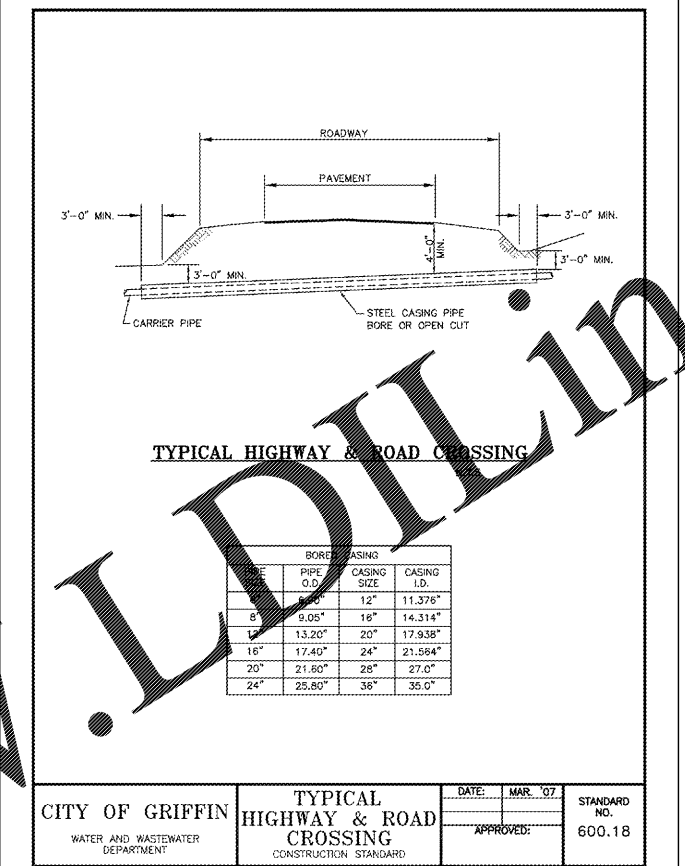 ROADWAY
PAVEMENT
3'-0" MIN.
3'-0" MIN.
4'-0" MIN.
3'-0" MIN.
3'-0" MIN.
CARRIER PIPE
STEEL CASING PIPE
BORE OR OPEN CUT
TYPICAL HIGHWAY & ROAD CROSSING
BORED CASING
PIPE SIZE PIPE O.D. CASING SIZE CASING I.D.
12" 11.376"
8" 9.05" 16" 14.314"
12" 13.20" 20" 17.938"
16" 17.40" 24" 21.564"
20" 21.60" 28" 27.0"
24" 25.80" 36" 35.0"
CITY OF GRIFFIN
WATER AND WASTEWATER
DEPARTMENT
TYPICAL
HIGHWAY & ROAD
CROSSING
CONSTRUCTION STANDARD
DATE: MAR. '07
APPROVED:
STANDARD
NO.
600.18
.LDILin